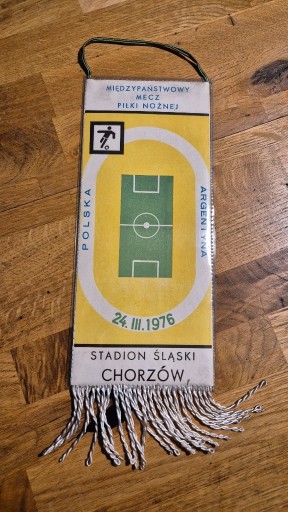 MIĘDZYPAŃSTWOWY
MECZ
PIŁKI NOŻNEJ
POLSKA
ARGENTYNA
24.III.1976
STADION ŚLĄSKI
CHORZÓW